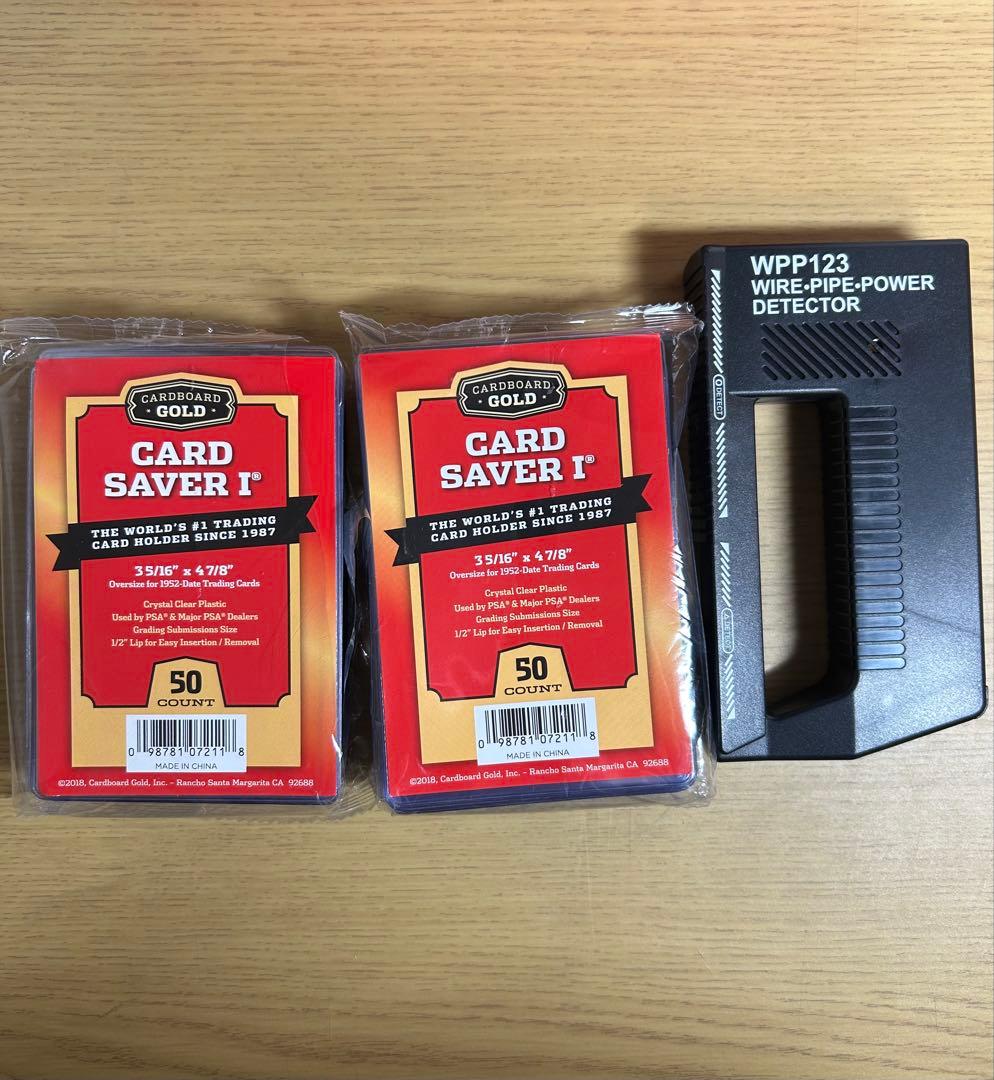 CARDBOARD
GOLD
CARD
SAVER I®
THE WORLD'S #1 TRADING
CARD HOLDER SINCE 1987
3 5/16" x 4 7/8"
Oversize for 1952-Date Trading Cards
Crystal Clear Plastic
Used by PSA® & Major PSA® Dealers
Grading Submissions Size
1/2" Lip for Easy Insertion / Removal
50
COUNT
0 98781 07211 8
MADE IN CHINA
©2018, Cardboard Gold, Inc. – Rancho Santa Margarita CA 92688
CARDBOARD
GOLD
CARD
SAVER I®
THE WORLD'S #1 TRADING
CARD HOLDER SINCE 1987
3 5/16" x 4 7/8"
Oversize for 1952-Date Trading Cards
Crystal Clear Plastic
Used by PSA® & Major PSA® Dealers
Grading Submissions Size
1/2" Lip for Easy Insertion / Removal
50
COUNT
0 98781 07211 8
MADE IN CHINA
©2018, Cardboard Gold, Inc. – Rancho Santa Margarita CA 92688
WPP123
WIRE•PIPE•POWER
DETECTOR
DETECT